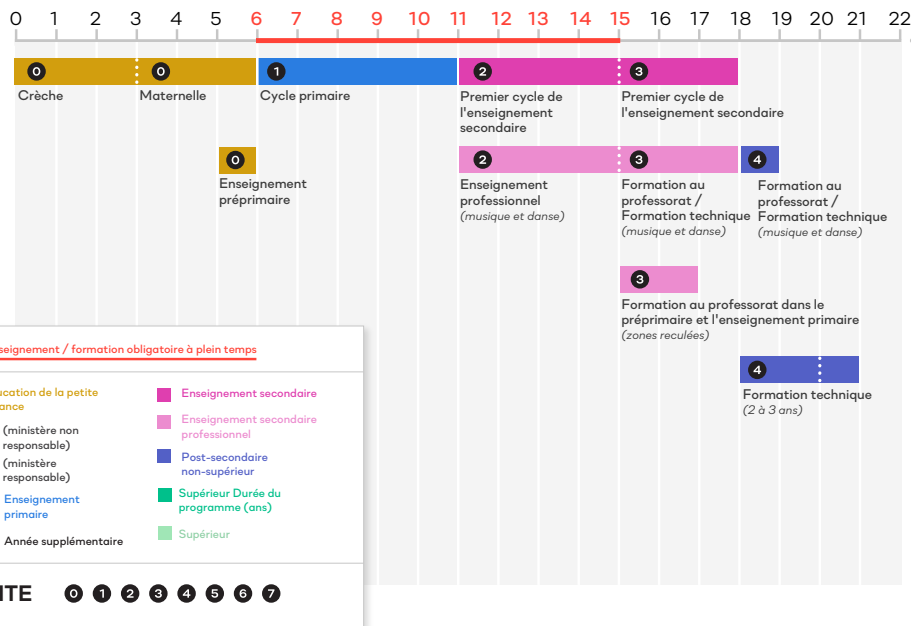 0 1 2 3 4 5 6 7 8 9 10 11 12 13 14 15 16 17 18 19 20 21 22
0 0 1 2 3
Crèche Maternelle Cycle primaire Premier cycle de
l'enseignement
secondaire
Premier cycle de
l'enseignement secondaire
0
Enseignement
préprimaire
2 3 4
Enseignement
professionnel
(musique et danse)
Formation au
professorat /
Formation technique
(musique et danse)
Formation au
professorat /
Formation technique
(musique et danse)
3
Formation au professorat dans le
préprimaire et l'enseignement primaire
(zones reculées)
4
Formation technique
(2 à 3 ans)
seignement / formation obligatoire à plein temps
ucation de la petite
ance
(ministère non
responsable)
(ministère
responsable)
Enseignement
primaire
Année supplémentaire
Enseignement secondaire
Enseignement secondaire
professionnel
Post-secondaire
non-supérieur
Supérieur Durée du
programme (ans)
Supérieur
ITE 0 1 2 3 4 5 6 7